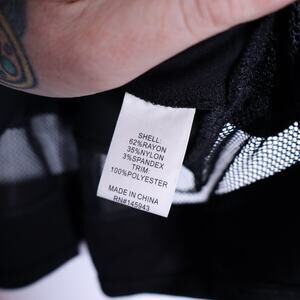 SHELL:
62%RAYON
35%NYLON
3%SPANDEX
TRIM:
100%POLYESTER
MADE IN CHINA
RN#145943